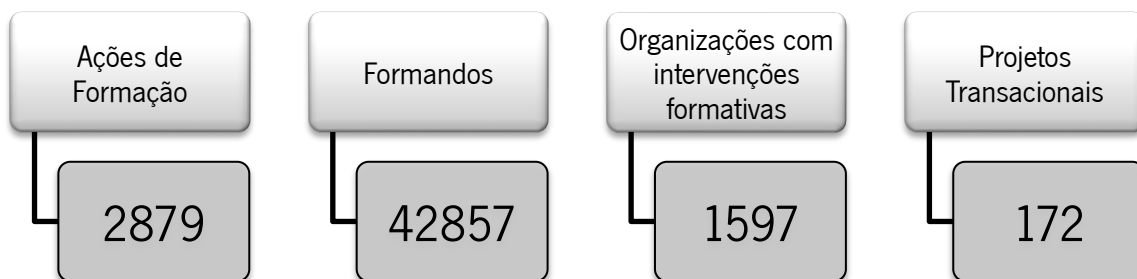 Ações de
Formação
2879
Formandos
42857
Organizações com
intervenções
formativas
1597
Projetos
Transacionais
172